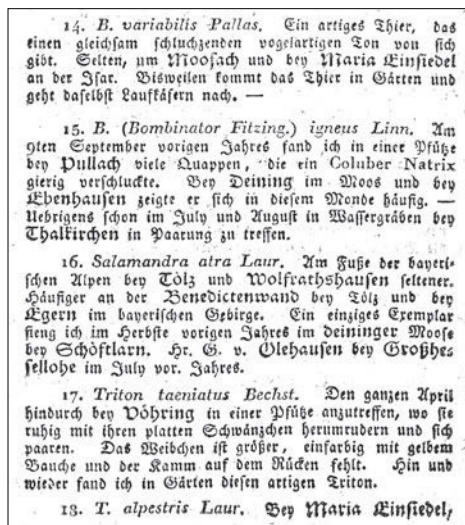 14. B. variabilis Pallas. Ein artiges Thier, das
einen gleichsam schluchzenden vogelartigen Ton von sich
gibt. Selten, um Moosach und bey Maria Einsiedel
an der Isar. Bisweilen kommt das Thier in Gärten und
geht daselbst Laufkäfern nach. —
15. B. (Bombinator Fitzing.) igneus Linn. Am
9ten September vorigen Jahres fand ich in einer Pfütze
bey Pullach viele Quappen, die ein Coluber Natrix
gierig verschluckte. Bey Deining im Moos und bey
Ebenhausen zeigte er sich in diesem Monde häufig. —
Uebrigens schon im July und August in Wassergräben bey
Thalkirchen in Paarung zu treffen.
16. Salamandra atra Laur. Am Fuße der bayeri-
schen Alpen bey Tölz und Wolfrathshausen seltener.
Häufiger an der Benedictenwand bey Tölz und bey
Egern im bayerischen Gebirge. Ein einziges Exemplar
fieng ich im Herbste vorigen Jahres im deininger Moose
bey Schöftlarn. Hr. G. v. Olehausen bey Großhe-
sellohe im July vor. Jahres.
17. Triton taeniatus Bechst. Den ganzen April
hindurch bey Vöhring in einer Pfütze anzutreffen, wo sie
ruhig mit ihren platten Schwänzchen herumrudern und sich
paaren. Das Weibchen ist größer, einfarbig mit gelbem
Bauche und der Kamm auf dem Rücken fehlt. Hin und
wieder fand ich in Gärten diesen artigen Triton.
18. T. alpestris Laur. Bey Maria Einsiedel,